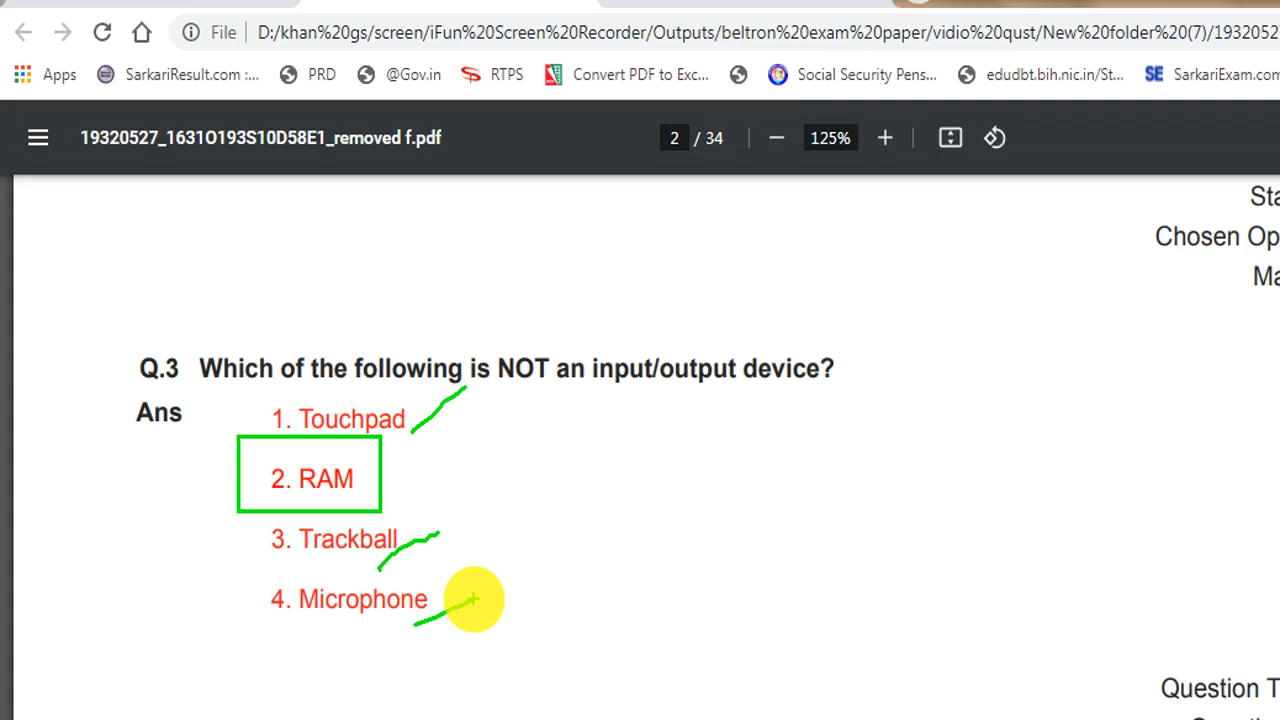 File D:/khan%20gs/screen/iFun%20Screen%20Recorder/Outputs/beltron%20exam%20paper/vidio%20qust/New%20folder%20(7)/1932052
Apps SarkariResult.com :... PRD @Gov.in RTPS Convert PDF to Exc... Social Security Pens... edudbt.bih.nic.in/St... SE SarkariExam.com
19320527_1631O193S10D58E1_removed f.pdf 2 / 34 125%
Sta
Chosen Op
Ma
Q.3 Which of the following is NOT an input/output device?
Ans 1. Touchpad
2. RAM
3. Trackball
4. Microphone
Question T